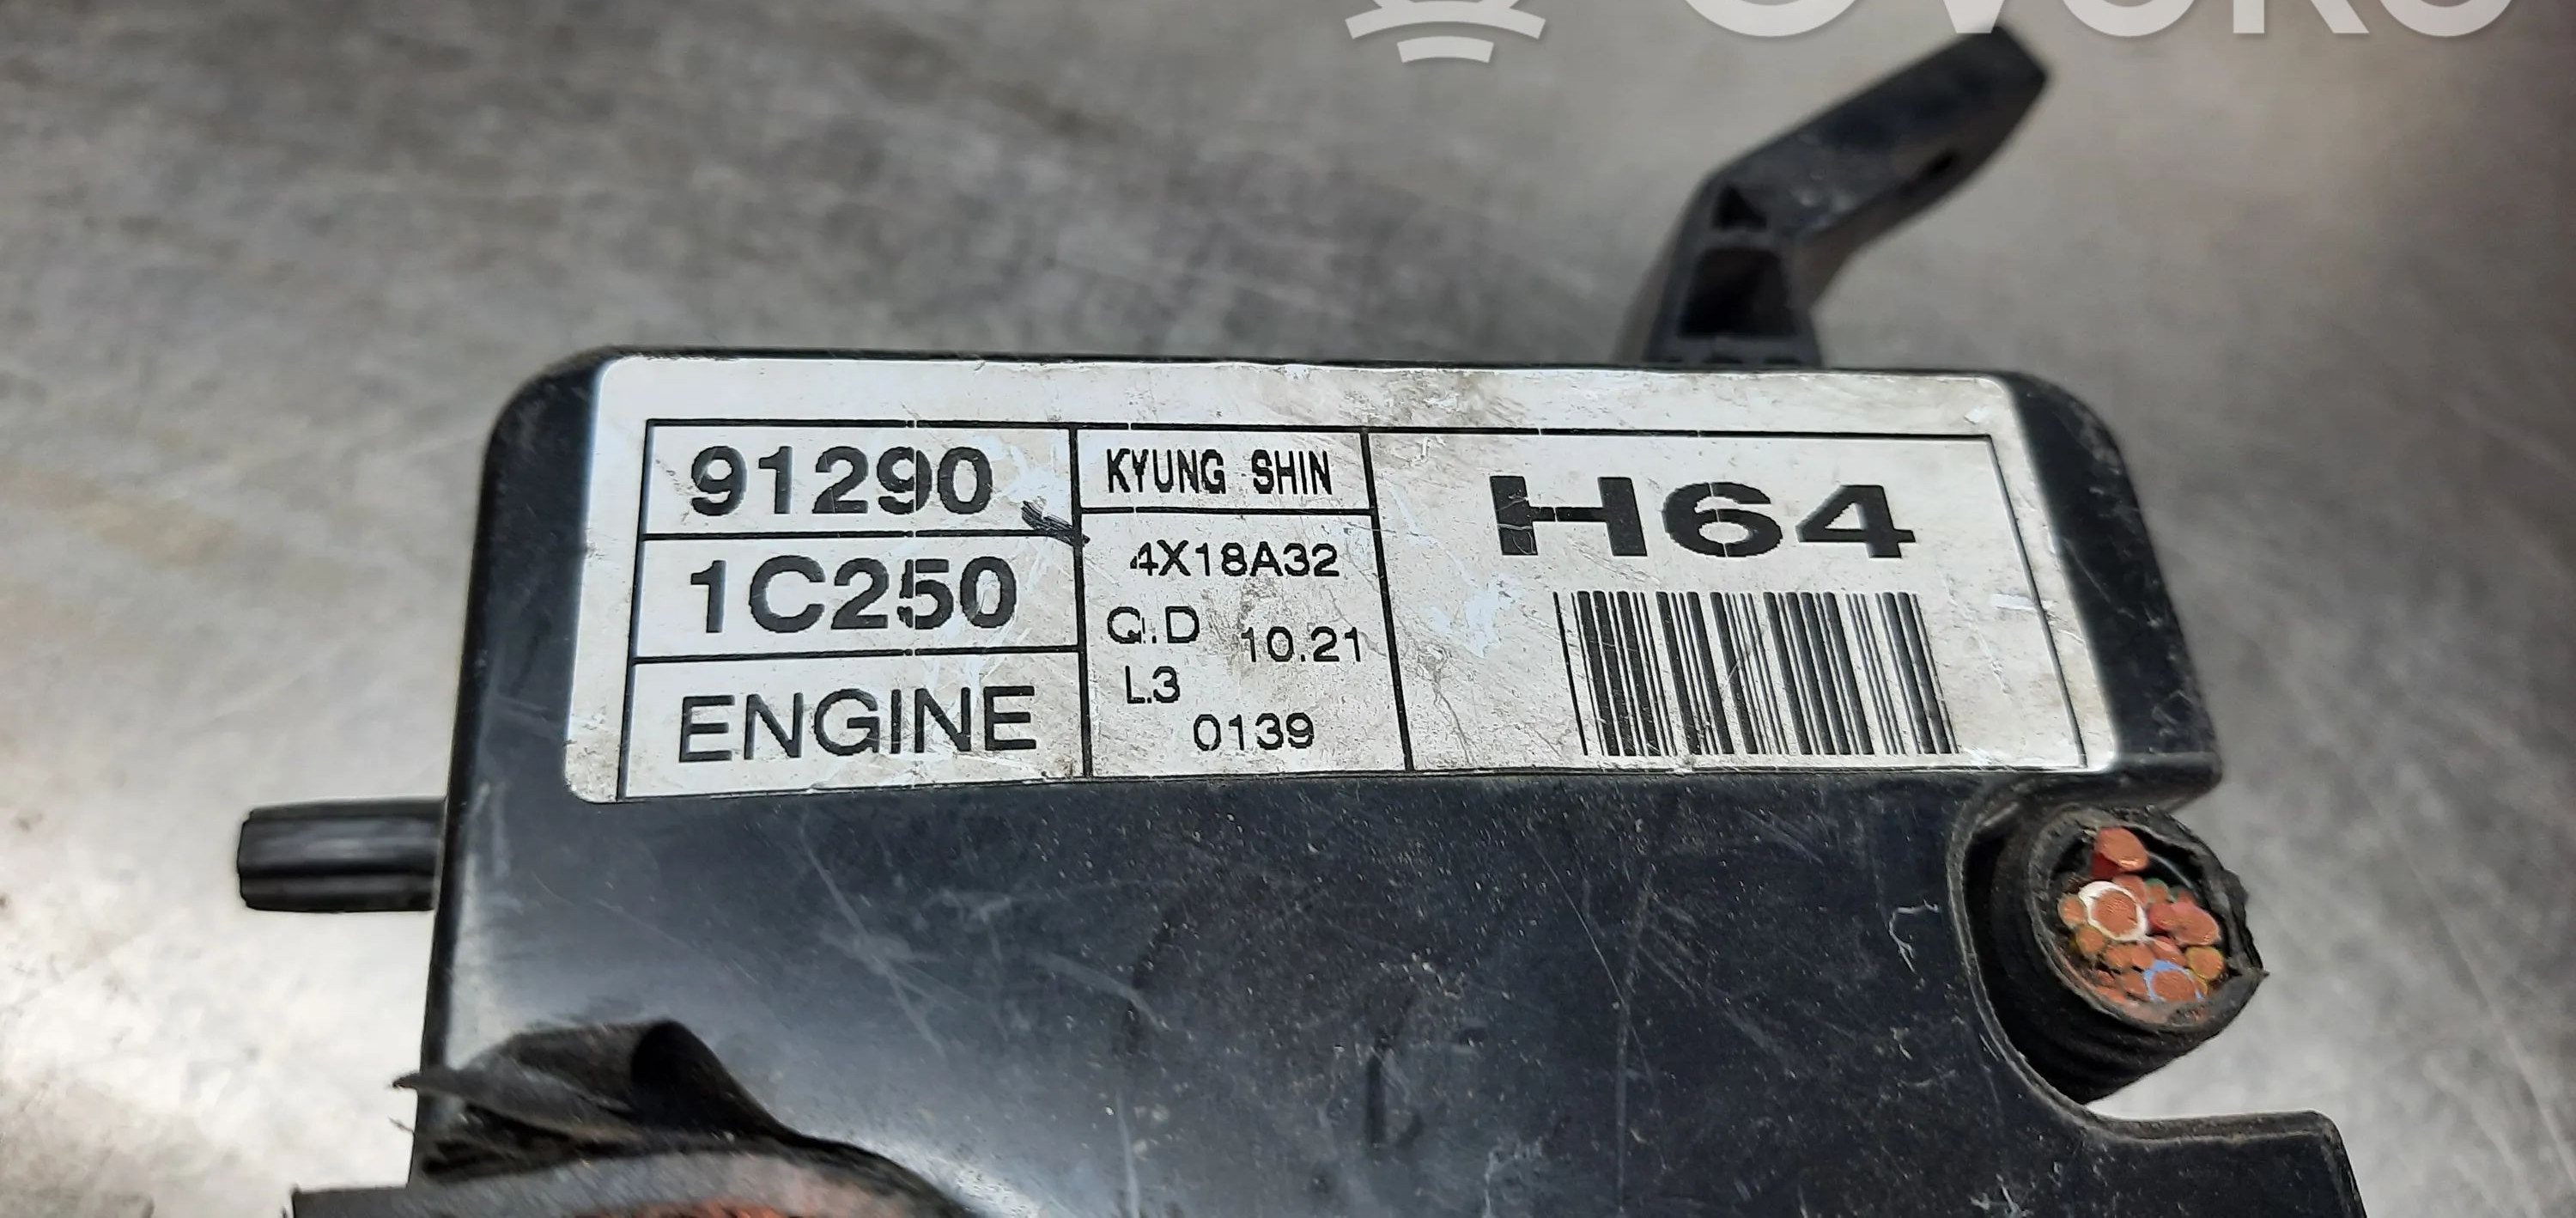 91290
1C250
ENGINE
KYUNG SHIN
4X18A32
Q.D 10.21
L3
0139
H64